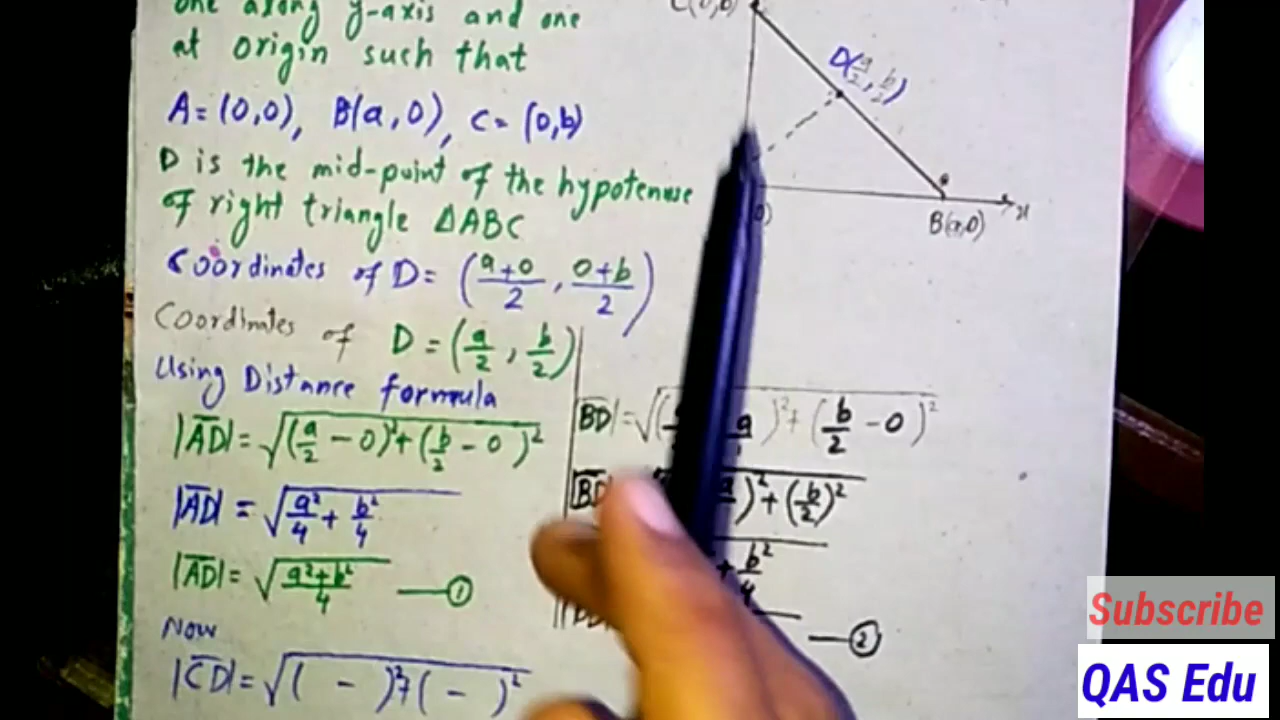 one along y-axis and one
at origin such that
A = (0,0), B(a,0), C = (0,b)
D is the mid-point of the hypotenuse
of right triangle ΔABC
Coordinates of D = (a+0/2, 0+b/2)
Coordinates of D = (a/2, b/2)
Using Distance formula
|AD| = √(a/2 - 0)² + (b/2 - 0)²
|AD| = √a²/4 + b²/4
|AD| = √a²+b²/4 — ①
Now
|CD| = √( - )² + ( - )²
C(0,b)
D(a/2, b/2)
B(a,0)
x
|BD| = √( a )² + (b/2 - 0)²
|BD )² + (b/2)²
+ b²/4
— ②
Subscribe
QAS Edu